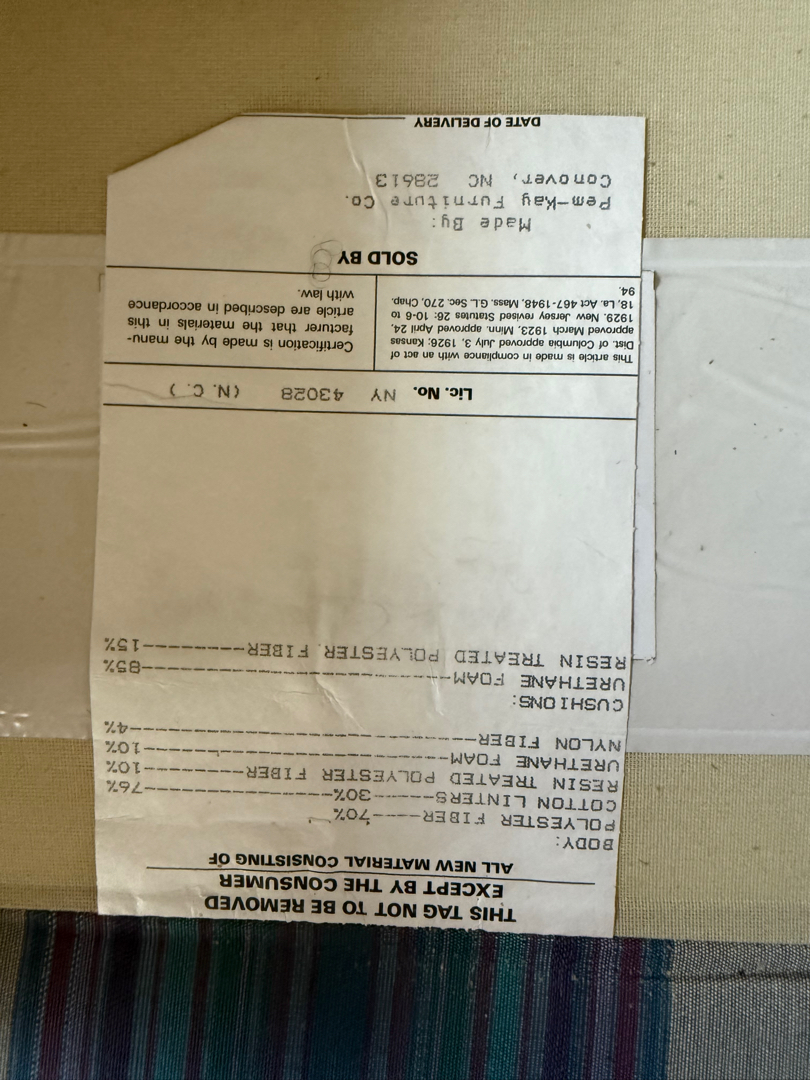 THIS TAG NOT TO BE REMOVED
EXCEPT BY THE CONSUMER
ALL NEW MATERIAL CONSISTING OF
BODY:
POLYESTER FIBER----70%
COTTON LINTERS-----30%--------------76%
RESIN TREATED POLYESTER FIBER-------10%
URETHANE FOAM-----------------------10%
NYLON FIBER--------------------------4%
CUSHIONS:
URETHANE FOAM-----------------------85%
RESIN TREATED POLYESTER FIBER-------15%
Lic. No. NY 43028 (N. C. )
This article is made in compliance with an act of
Dist. of Columbia approved July 3, 1926; Kansas
approved March 1923, Minn. approved April 24,
1929. New Jersey revised Statutes 26: 10-6 to
18, La. Act 467-1948, Mass. G.L. Sec. 270, Chap.
94.
Certification is made by the manu-
facturer that the materials in this
article are described in accordance
with law.
SOLD BY
Made By:
Pem-Kay Furniture Co.
Conover, NC 28613
DATE OF DELIVERY